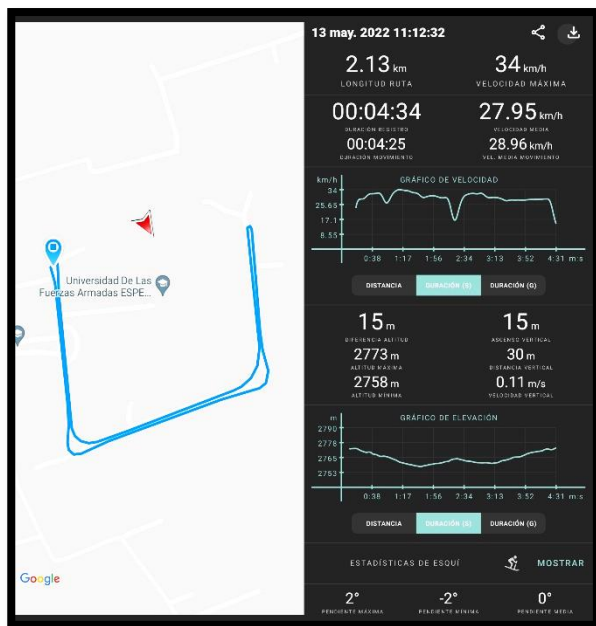 13 may. 2022 11:12:32
2.13 km
LONGITUD RUTA
34 km/h
VELOCIDAD MÁXIMA
00:04:34
DURACIÓN REGISTRO
27.95 km/h
VELOCIDAD MEDIA
00:04:25
DURACIÓN MOVIMIENTO
28.96 km/h
VEL. MEDIA MOVIMIENTO
km/h
GRÁFICO DE VELOCIDAD
34
25.65
17.1
8.55
0:38 1:17 1:56 2:34 3:13 3:52 4:31 m:s
DISTANCIA
DURACIÓN (S)
DURACIÓN (G)
Universidad De Las
Fuerzas Armadas ESPE...
15 m
DIFERENCIA ALTITUD
15 m
ASCENSO VERTICAL
2773 m
ALTITUD MÁXIMA
30 m
DISTANCIA VERTICAL
2758 m
ALTITUD MÍNIMA
0.11 m/s
VELOCIDAD VERTICAL
m
GRÁFICO DE ELEVACIÓN
2790
2778
2765
2753
0:38 1:17 1:56 2:34 3:13 3:52 4:31 m:s
DISTANCIA
DURACIÓN (S)
DURACIÓN (G)
ESTADÍSTICAS DE ESQUÍ
MOSTRAR
Google
2°
PENDIENTE MÁXIMA
-2°
PENDIENTE MÍNIMA
0°
PENDIENTE MEDIA